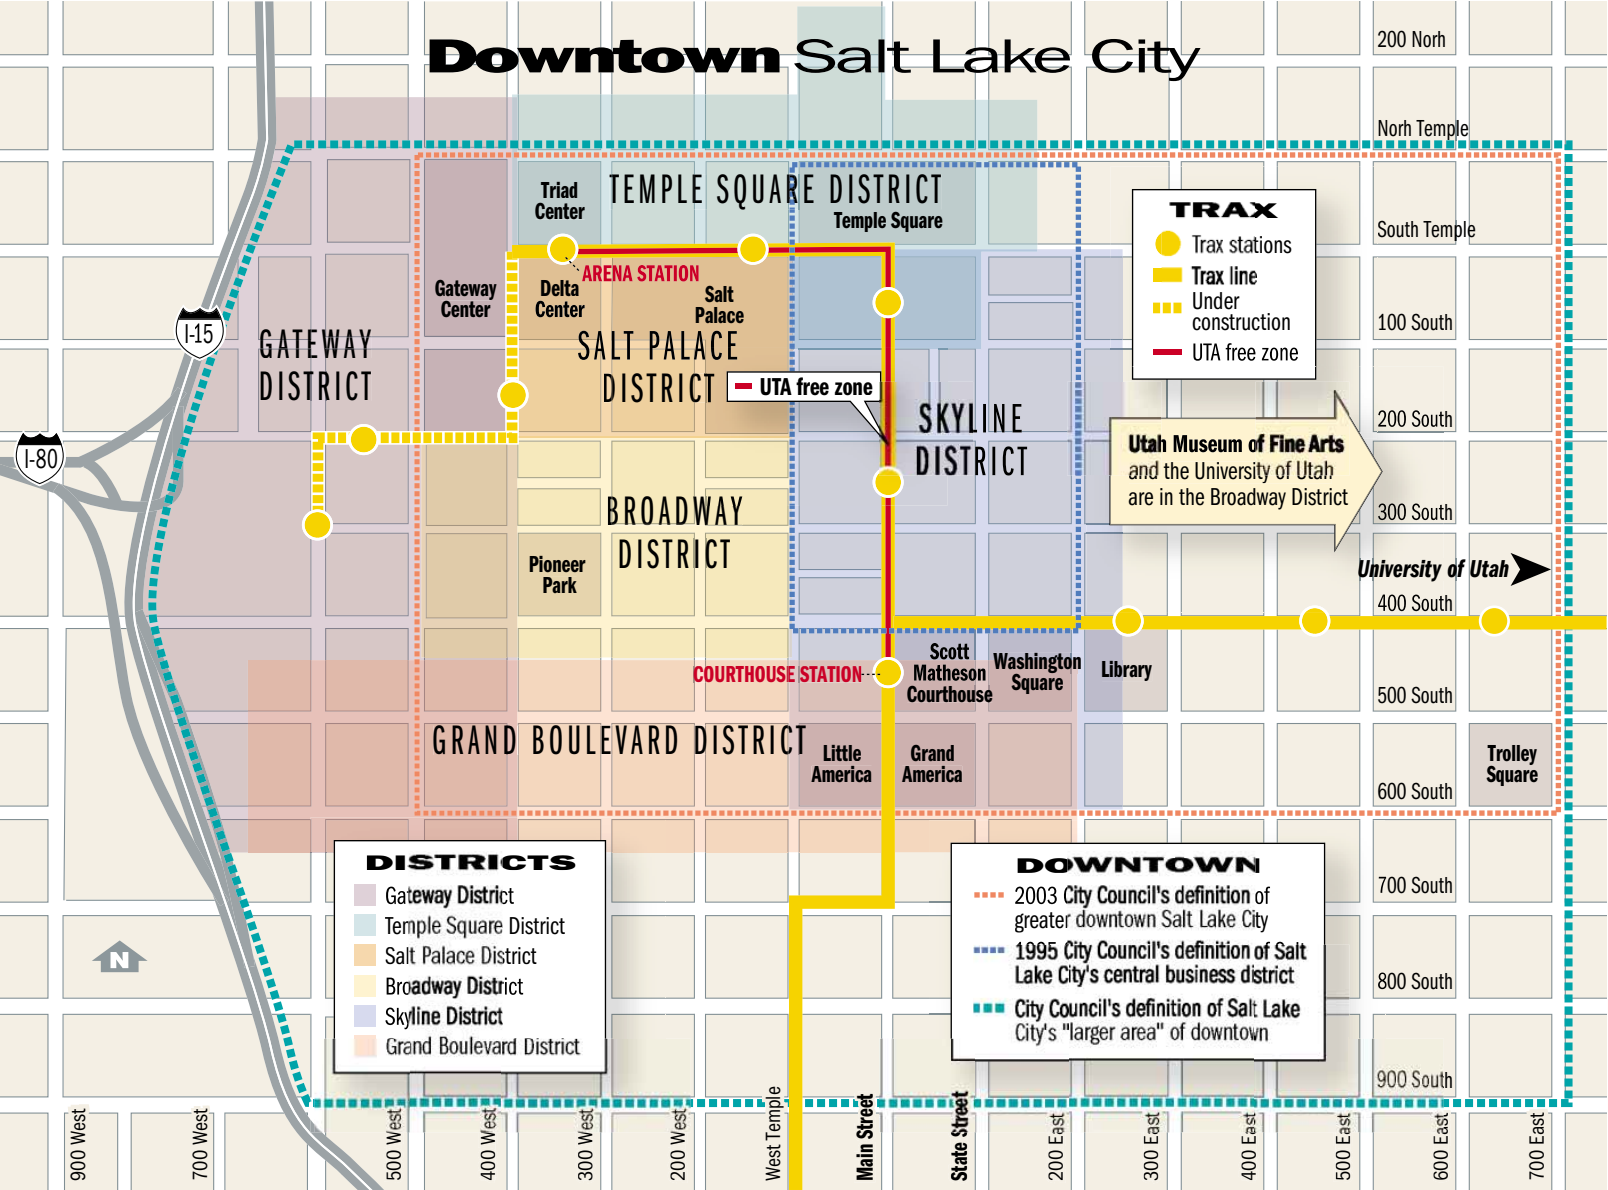 Downtown Salt Lake City
200 Norh
Norh Temple
South Temple
100 South
200 South
300 South
400 South
500 South
600 South
700 South
800 South
900 South
TEMPLE SQUARE DISTRICT
Triad
Center
Temple Square
ARENA STATION
Gateway
Center
Delta
Center
Salt
Palace
I-15
GATEWAY
DISTRICT
SALT PALACE
DISTRICT
UTA free zone
SKYLINE
DISTRICT
I-80
BROADWAY
DISTRICT
Pioneer
Park
TRAX
Trax stations
Trax line
Under
construction
UTA free zone
Utah Museum of Fine Arts
and the University of Utah
are in the Broadway District
University of Utah
COURTHOUSE STATION
Scott
Matheson
Courthouse
Washington
Square
Library
GRAND BOULEVARD DISTRICT
Little
America
Grand
America
Trolley
Square
DISTRICTS
Gateway District
Temple Square District
Salt Palace District
Broadway District
Skyline District
Grand Boulevard District
DOWNTOWN
2003 City Council's definition of
greater downtown Salt Lake City
1995 City Council's definition of Salt
Lake City's central business district
City Council's definition of Salt Lake
City's "larger area" of downtown
N
900 West
700 West
500 West
400 West
300 West
200 West
West Temple
Main Street
State Street
200 East
300 East
400 East
500 East
600 East
700 East